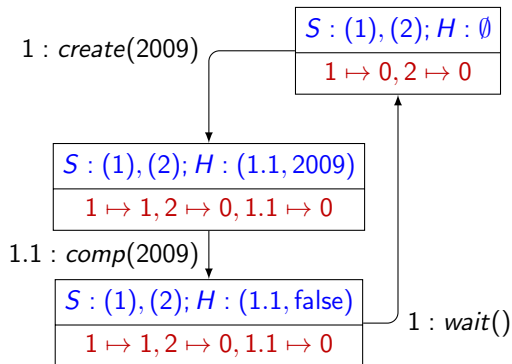 S : (1), (2); H : ∅
1 : create(2009)
1 ↦ 0, 2 ↦ 0
S : (1), (2); H : (1.1, 2009)
1 ↦ 1, 2 ↦ 0, 1.1 ↦ 0
1.1 : comp(2009)
S : (1), (2); H : (1.1, false)
1 : wait()
1 ↦ 1, 2 ↦ 0, 1.1 ↦ 0